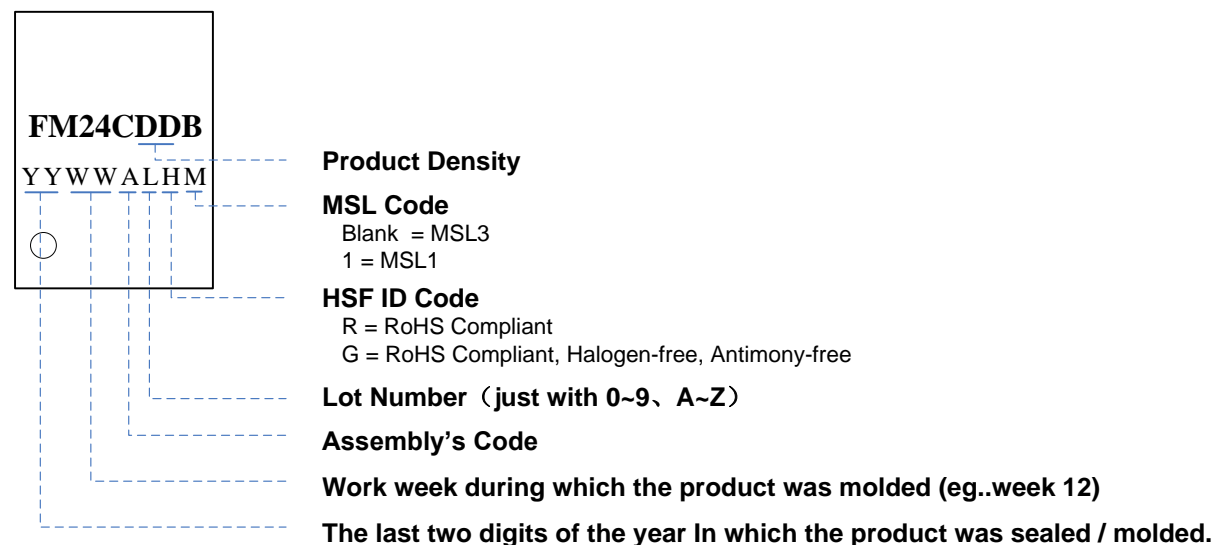 FM24CDDB
YYWWALHM
Product Density
MSL Code
Blank = MSL3
1 = MSL1
HSF ID Code
R = RoHS Compliant
G = RoHS Compliant, Halogen-free, Antimony-free
Lot Number（just with 0~9、A~Z）
Assembly's Code
Work week during which the product was molded (eg..week 12)
The last two digits of the year In which the product was sealed / molded.